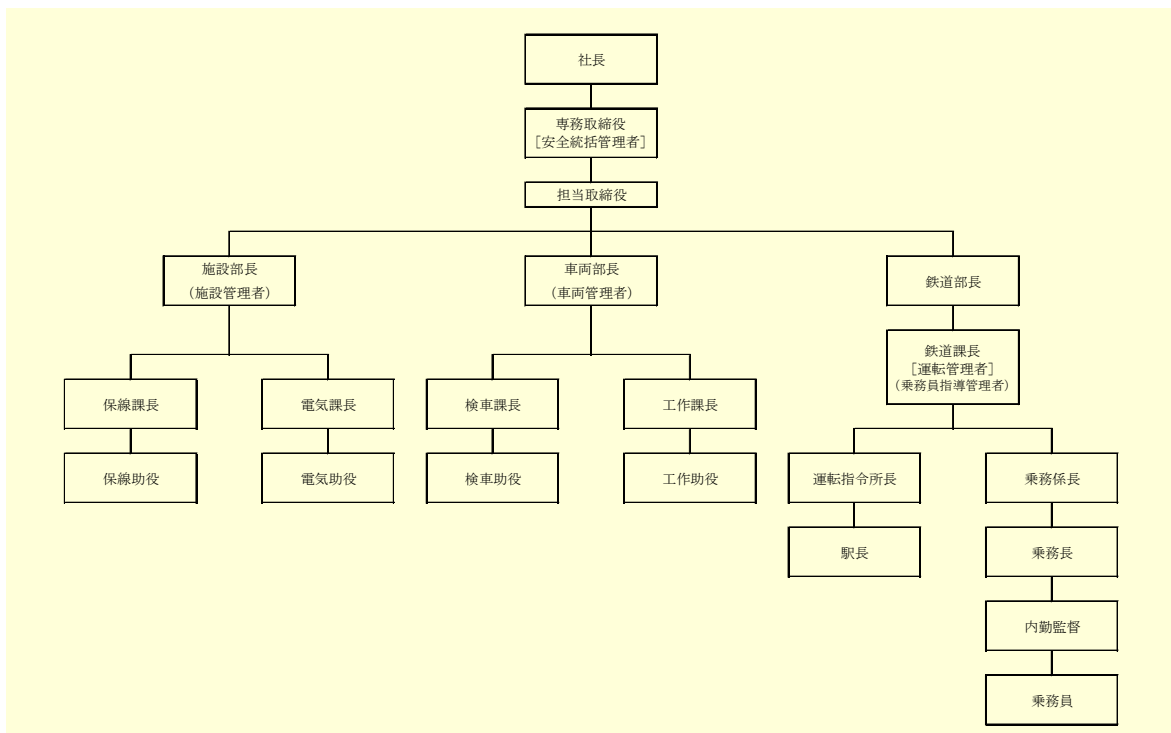 社長
専務取締役
［安全統括管理者］
担当取締役
施設部長
（施設管理者）
車両部長
（車両管理者）
鉄道部長
鉄道課長
［運転管理者］
（乗務員指導管理者）
保線課長
電気課長
検車課長
工作課長
保線助役
電気助役
検車助役
工作助役
運転指令所長
乗務係長
駅長
乗務長
内勤監督
乗務員